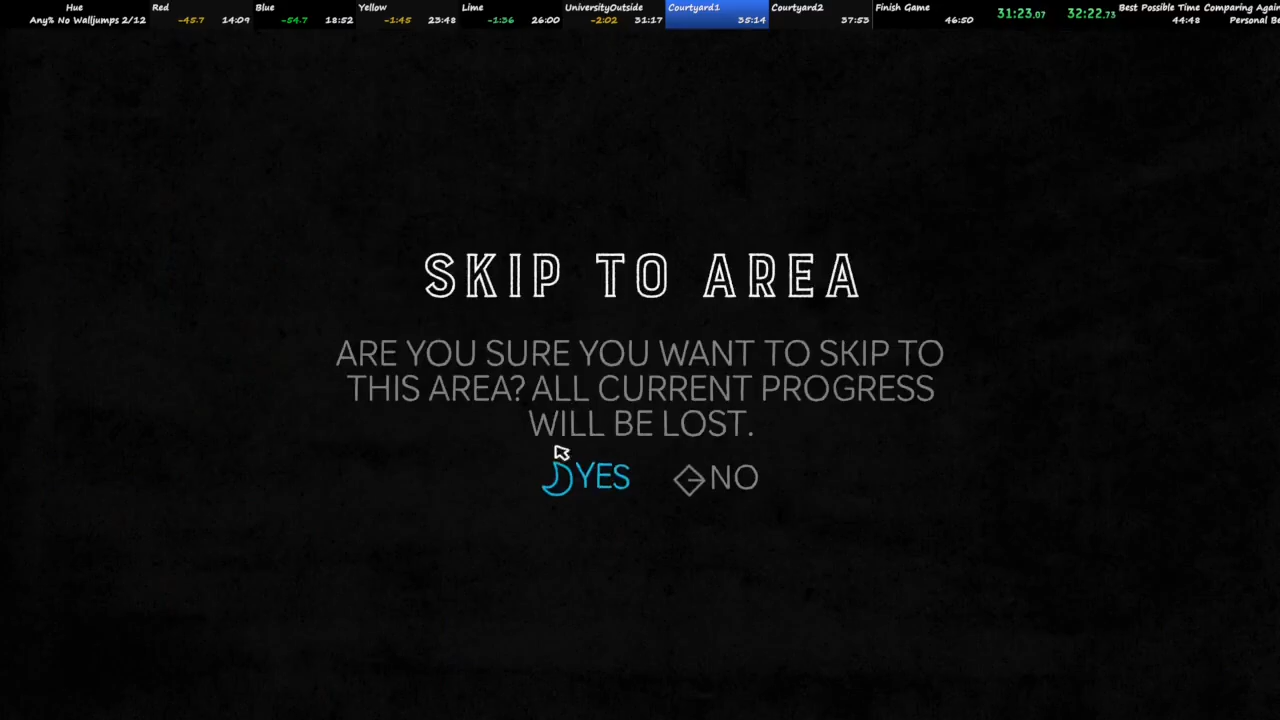 Hue Red Blue Yellow Lime UniversityOutside Courtyard1 Courtyard2 Finish Game 31:23.07 32:22.73 Best Possible Time Comparing Again
Any% No Walljumps 2/12 -45.7 14:09 -54.7 18:52 -1:45 23:48 -1:36 26:00 -2:02 31:17 35:14 37:53 46:50 44:48 Personal Be
SKIP TO AREA
ARE YOU SURE YOU WANT TO SKIP TO
THIS AREA? ALL CURRENT PROGRESS
WILL BE LOST.
YES NO